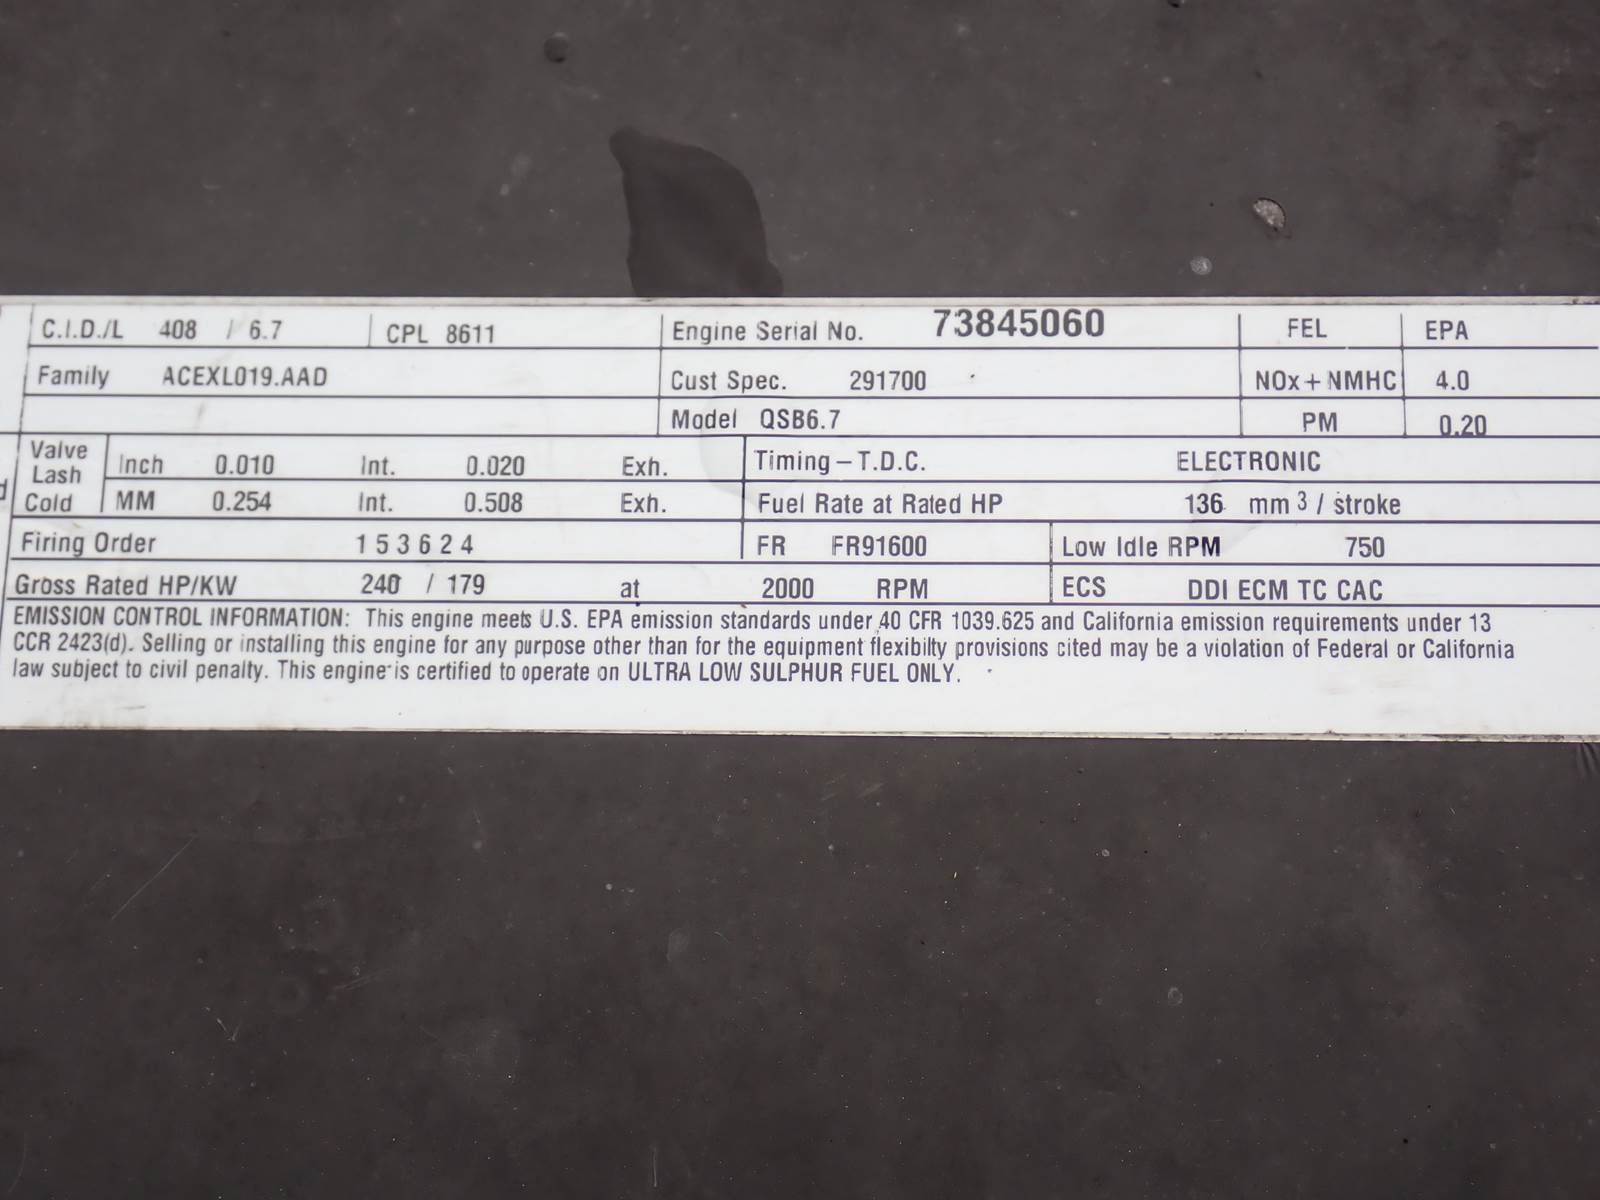 C.I.D./L 408 / 6.7 CPL 8611 Engine Serial No. 73845060 FEL EPA
Family ACEXL019.AAD Cust Spec. 291700 NOx + NMHC 4.0
Model QSB6.7 PM 0.20
Valve Lash Cold Inch 0.010 Int. 0.020 Exh. Timing – T.D.C. ELECTRONIC
MM 0.254 Int. 0.508 Exh. Fuel Rate at Rated HP 136 mm 3 / stroke
Firing Order 1 5 3 6 2 4 FR FR91600 Low Idle RPM 750
Gross Rated HP/KW 240 / 179 at 2000 RPM ECS DDI ECM TC CAC
EMISSION CONTROL INFORMATION: This engine meets U.S. EPA emission standards under 40 CFR 1039.625 and California emission requirements under 13
CCR 2423(d). Selling or installing this engine for any purpose other than for the equipment flexibilty provisions cited may be a violation of Federal or California
law subject to civil penalty. This engine is certified to operate on ULTRA LOW SULPHUR FUEL ONLY.